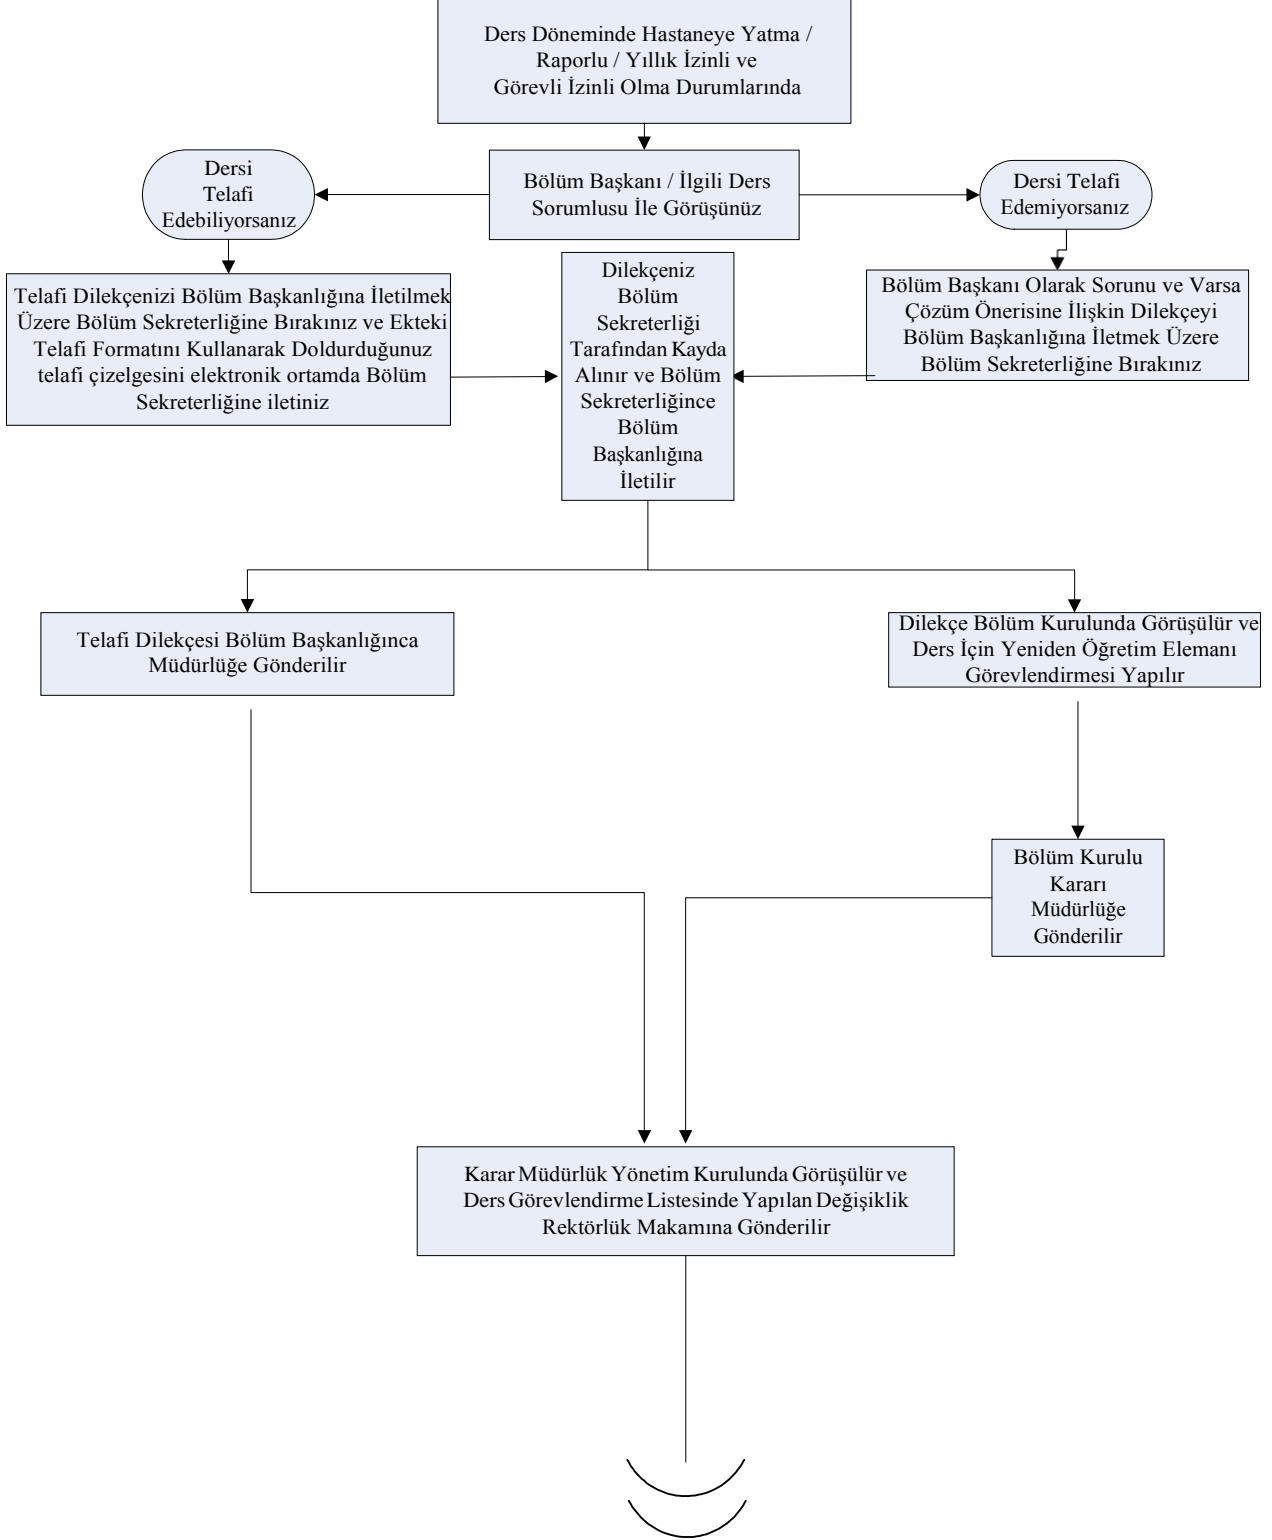 Ders Döneminde Hastaneye Yatma /
Raporlu / Yıllık İzinli ve
Görevli İzinli Olma Durumlarında
Bölüm Başkanı / İlgili Ders
Sorumlusu İle Görüşünüz
Dersi
Telafi
Edebiliyorsanız
Dersi Telafi
Edemiyorsanız
Telafi Dilekçenizi Bölüm Başkanlığına İletilmek
Üzere Bölüm Sekreterliğine Bırakınız ve Ekteki
Telafi Formatını Kullanarak Doldurduğunuz
telafi çizelgesini elektronik ortamda Bölüm
Sekreterliğine iletiniz
Dilekçeniz
Bölüm
Sekreterliği
Tarafından Kayda
Alınır ve Bölüm
Sekreterliğince
Bölüm
Başkanlığına
İletilir
Bölüm Başkanı Olarak Sorunu ve Varsa
Çözüm Önerisine İlişkin Dilekçeyi
Bölüm Başkanlığına İletmek Üzere
Bölüm Sekreterliğine Bırakınız
Telafi Dilekçesi Bölüm Başkanlığınca
Müdürlüğe Gönderilir
Dilekçe Bölüm Kurulunda Görüşülür ve
Ders İçin Yeniden Öğretim Elemanı
Görevlendirmesi Yapılır
Bölüm Kurulu
Kararı
Müdürlüğe
Gönderilir
Karar Müdürlük Yönetim Kurulunda Görüşülür ve
Ders Görevlendirme Listesinde Yapılan Değişiklik
Rektörlük Makamına Gönderilir